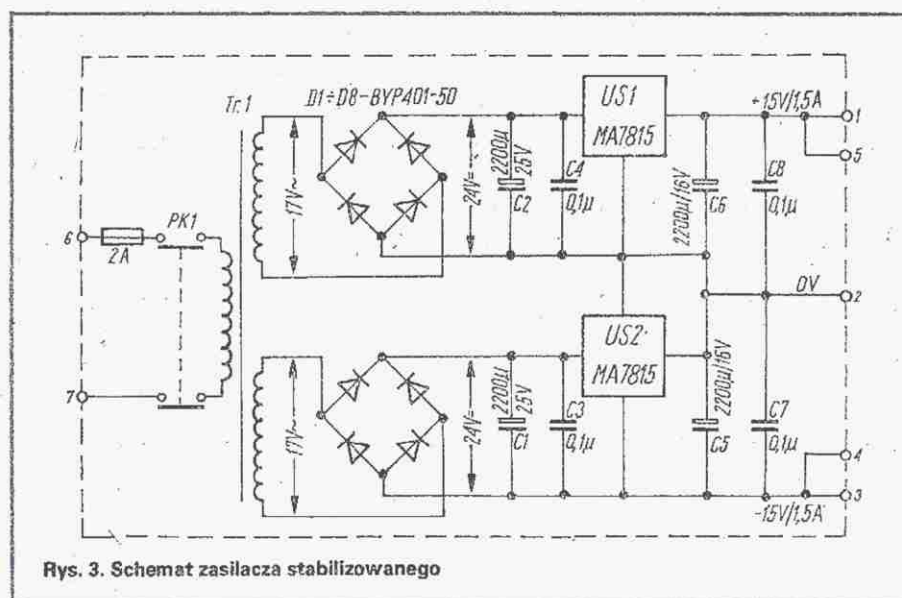 Tr.1
D1÷D8-BYP401-50
US1
MA7815
+15V/1,5A
1
5
17V~
24V=
2200µ
25V
C2
C4
0,1µ
2200µ/16V
C6
C8
0,1µ
PK1
6
2A
7
0V
2
US2
MA7815
17V~
24V=
2200µ
25V
C1
C3
0,1µ
2200µ/16V
C5
C7
0,1µ
4
3
-15V/1,5A
Rys. 3. Schemat zasilacza stabilizowanego